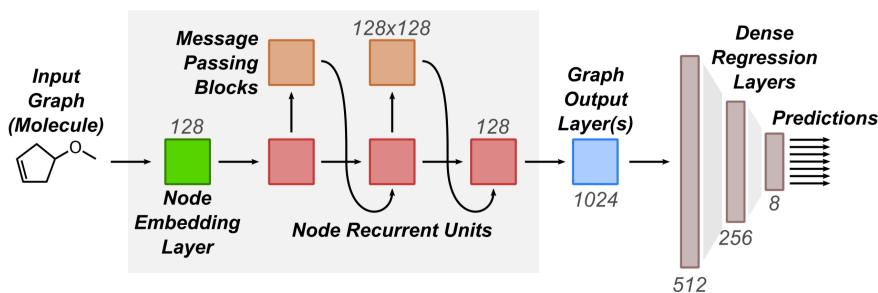 Input
Graph
(Molecule)
O
128
Node
Embedding
Layer
Message
Passing
Blocks
128x128
128
Node Recurrent Units
Graph
Output
Layer(s)
1024
512
256
8
Dense
Regression
Layers
Predictions